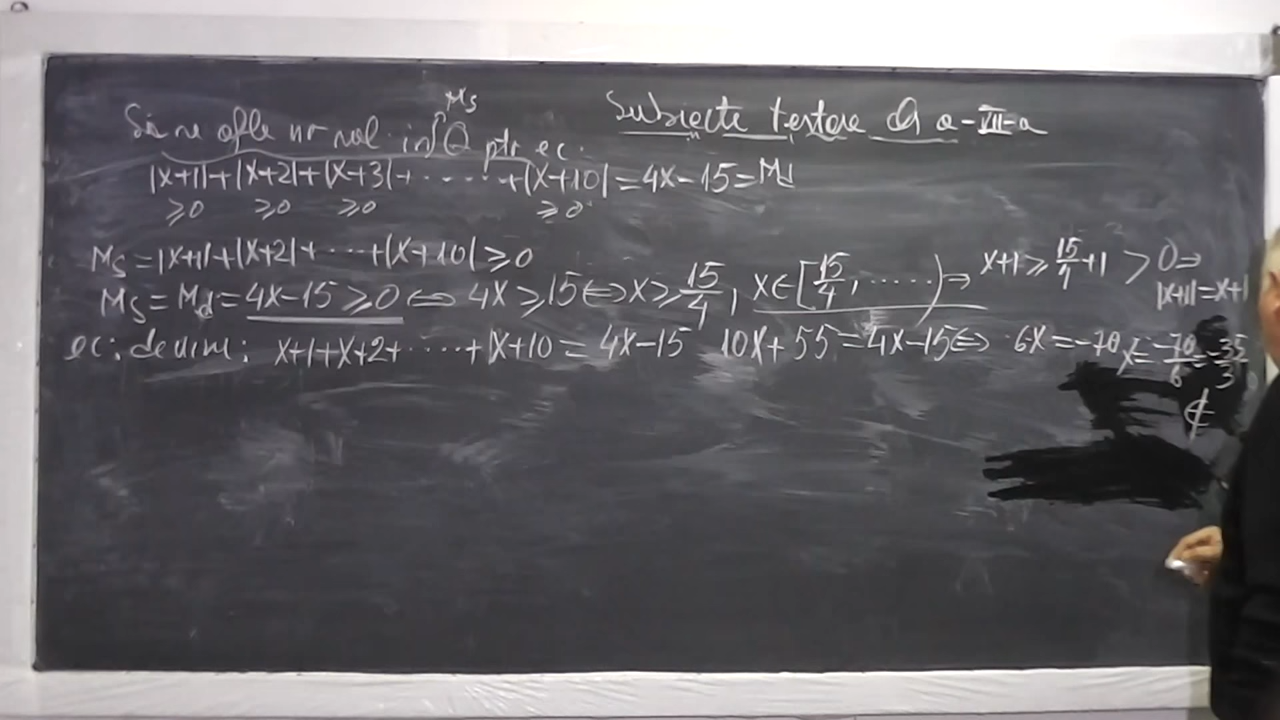 Subiecte testare cls a-VII-a
Ms
Să se afle nr sol. in Q ptr ec.
|x+1|+|x+2|+|x+3|+.......+|x+10|=4x-15=Md
≥0 ≥0 ≥0 ≥0
Ms=|x+1|+|x+2|+.....+|x+10|≥0
Ms=Md=4x-15≥0⇔4x≥15⇔x≥15/4, x∈[15/4,......)⇒ x+1≥15/4+1>0⇒
|x+1|=x+1
ec: devine: x+1+x+2+.....+|x+10=4x-15 10x+55=4x-15⇔ 6x=-70 x=-70/6=-35/3
∉